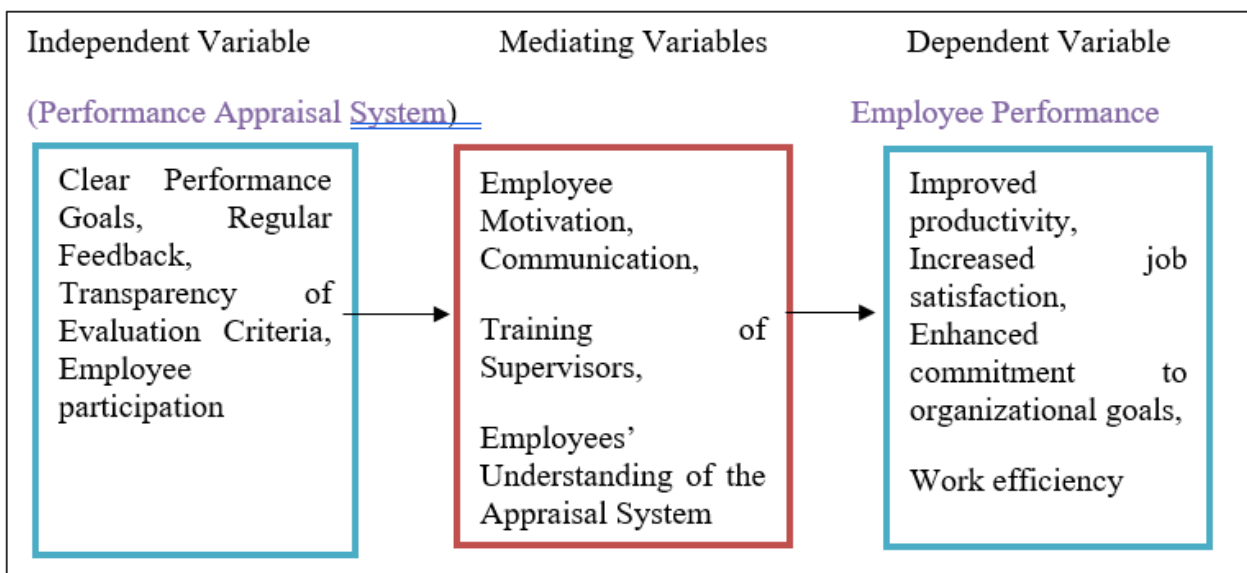 Independent Variable
Mediating Variables
Dependent Variable
(Performance Appraisal System)
Employee Performance
Clear Performance
Goals, Regular
Feedback,
Transparency of
Evaluation Criteria,
Employee
participation
Employee
Motivation,
Communication,
Training of
Supervisors,
Employees’
Understanding of the
Appraisal System
Improved
productivity,
Increased job
satisfaction,
Enhanced
commitment to
organizational goals,
Work efficiency